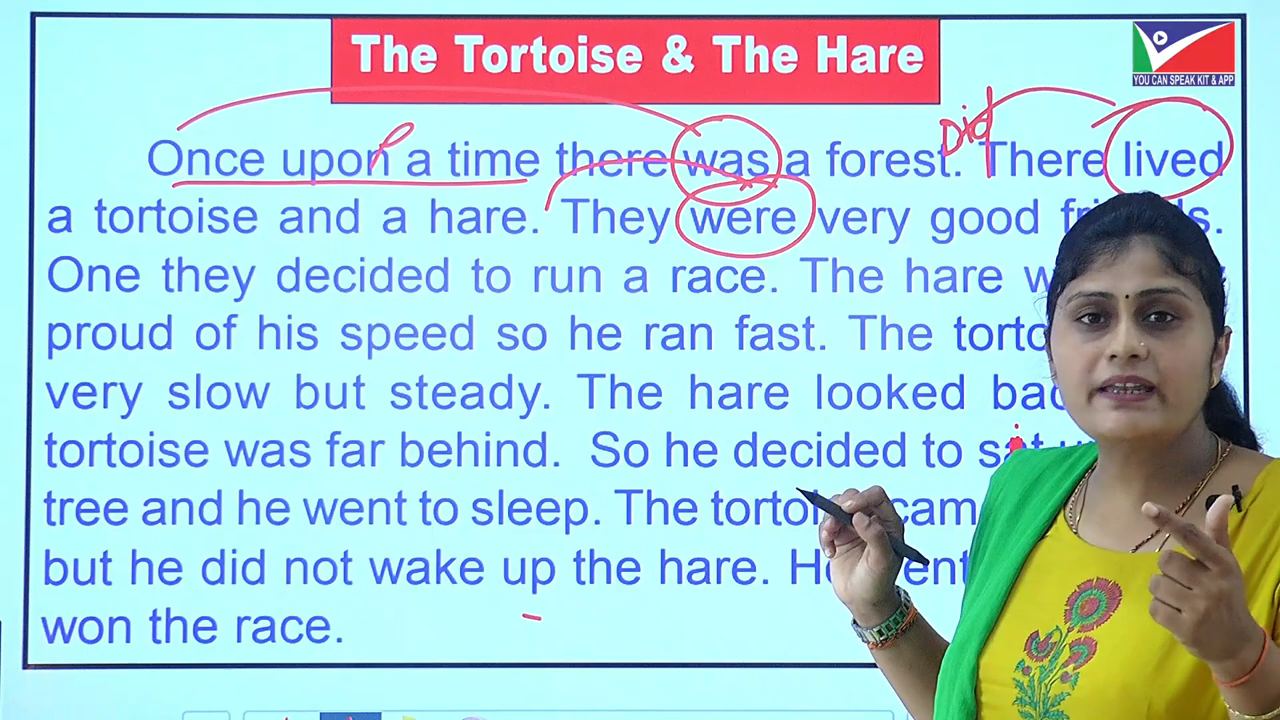 The Tortoise & The Hare
YOU CAN SPEAK KIT & APP
Did
Once upon a time there was a forest. There lived
a tortoise and a hare. They were very good
One they decided to run a race. The hare
proud of his speed so he ran fast. The
very slow but steady. The hare looked
tortoise was far behind. So he decided to
tree and he went to sleep. The
but he did not wake up the hare.
won the race.